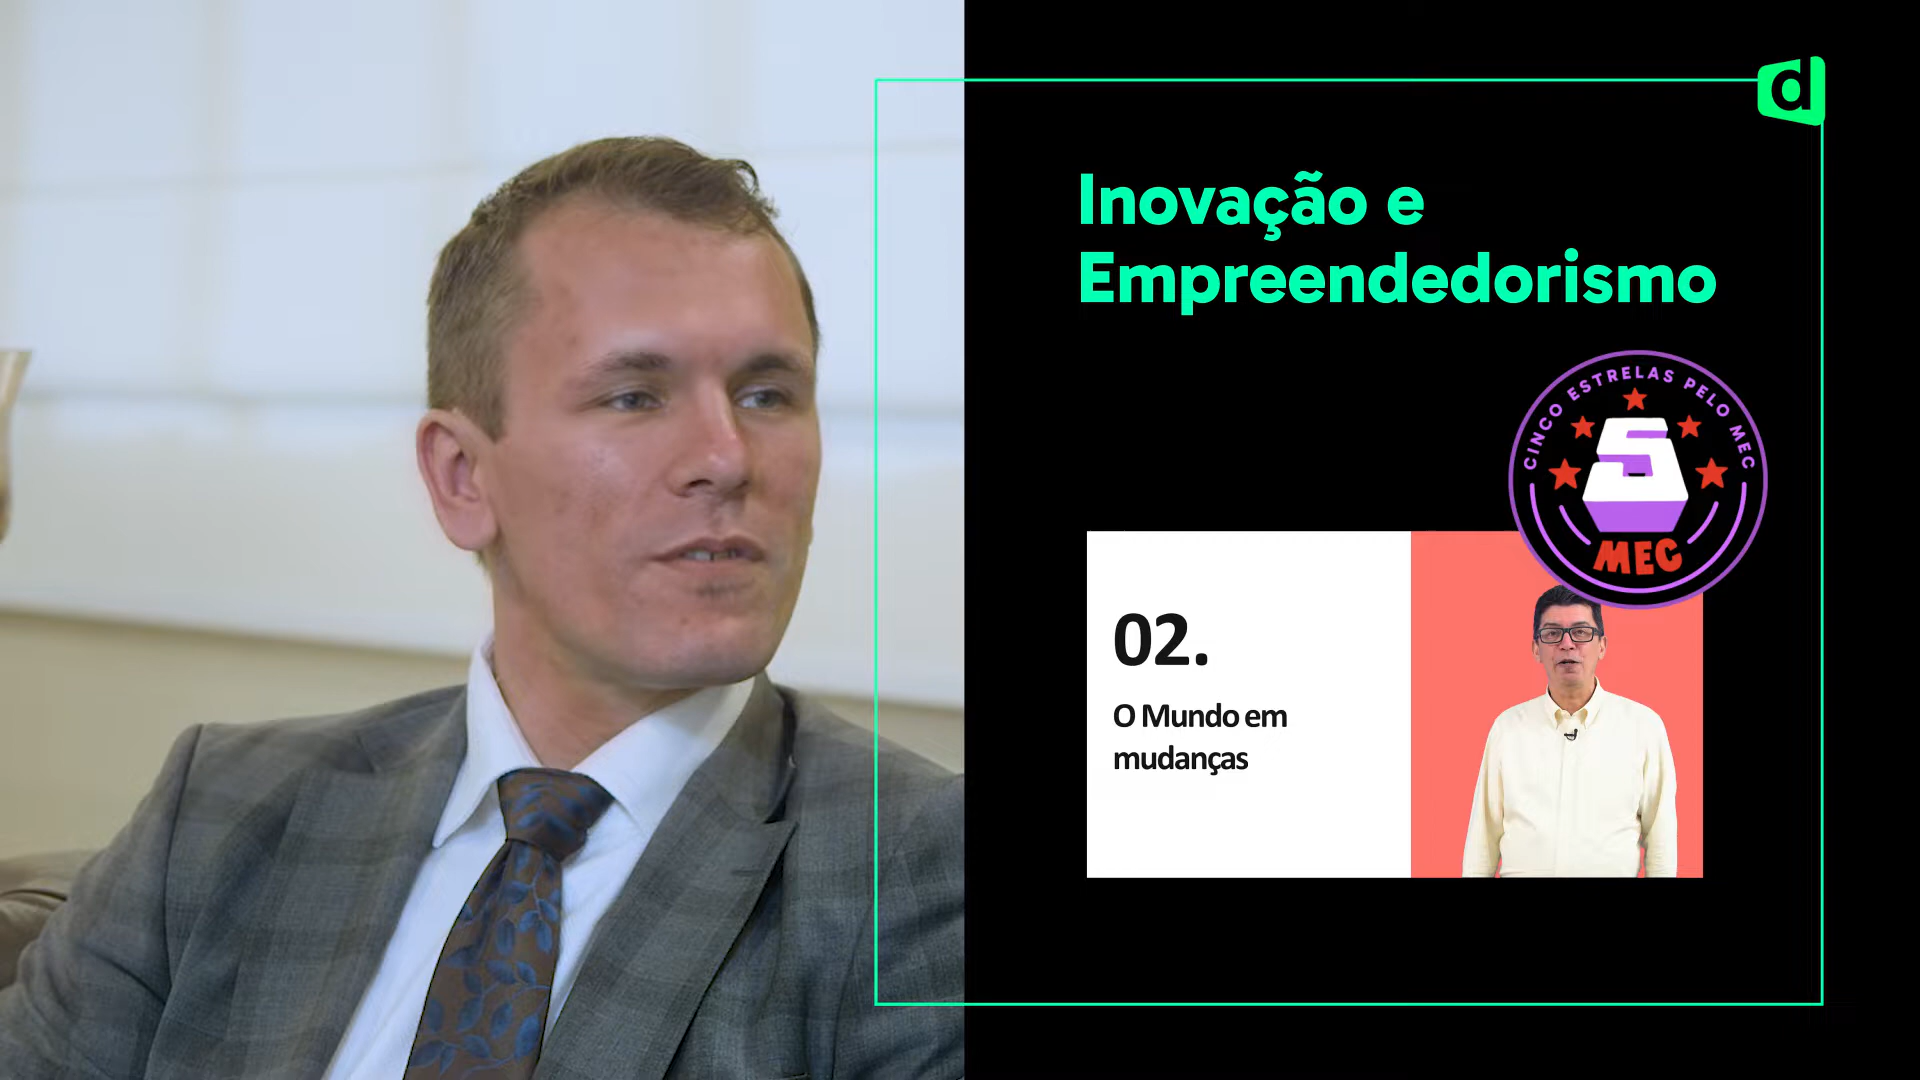 d
Inovação e
Empreendedorismo
CINCO ESTRELAS PELO MEC
5
MEC
02.
O Mundo em
mudanças